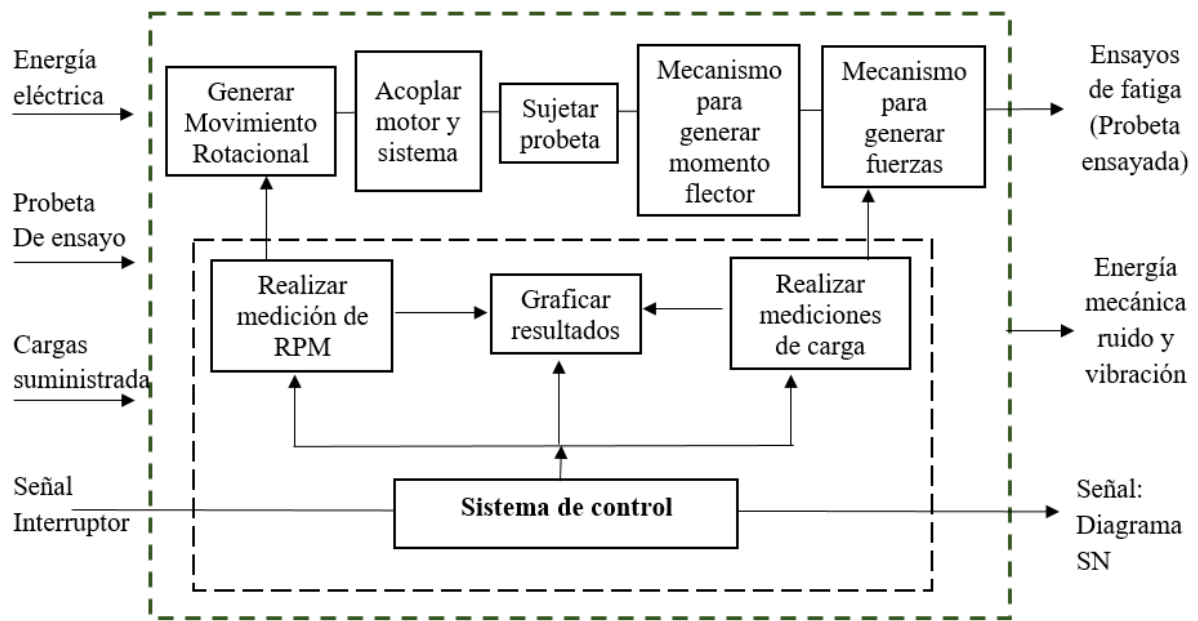 Energía
eléctrica
Probeta
De ensayo
Cargas
suministrada
Señal
Interruptor
Generar
Movimiento
Rotacional
Acoplar
motor y
sistema
Sujetar
probeta
Mecanismo
para
generar
momento
flector
Mecanismo
para
generar
fuerzas
Realizar
medición de
RPM
Graficar
resultados
Realizar
mediciones
de carga
Sistema de control
Ensayos
de fatiga
(Probeta
ensayada)
Energía
mecánica
ruido y
vibración
Señal:
Diagrama
SN